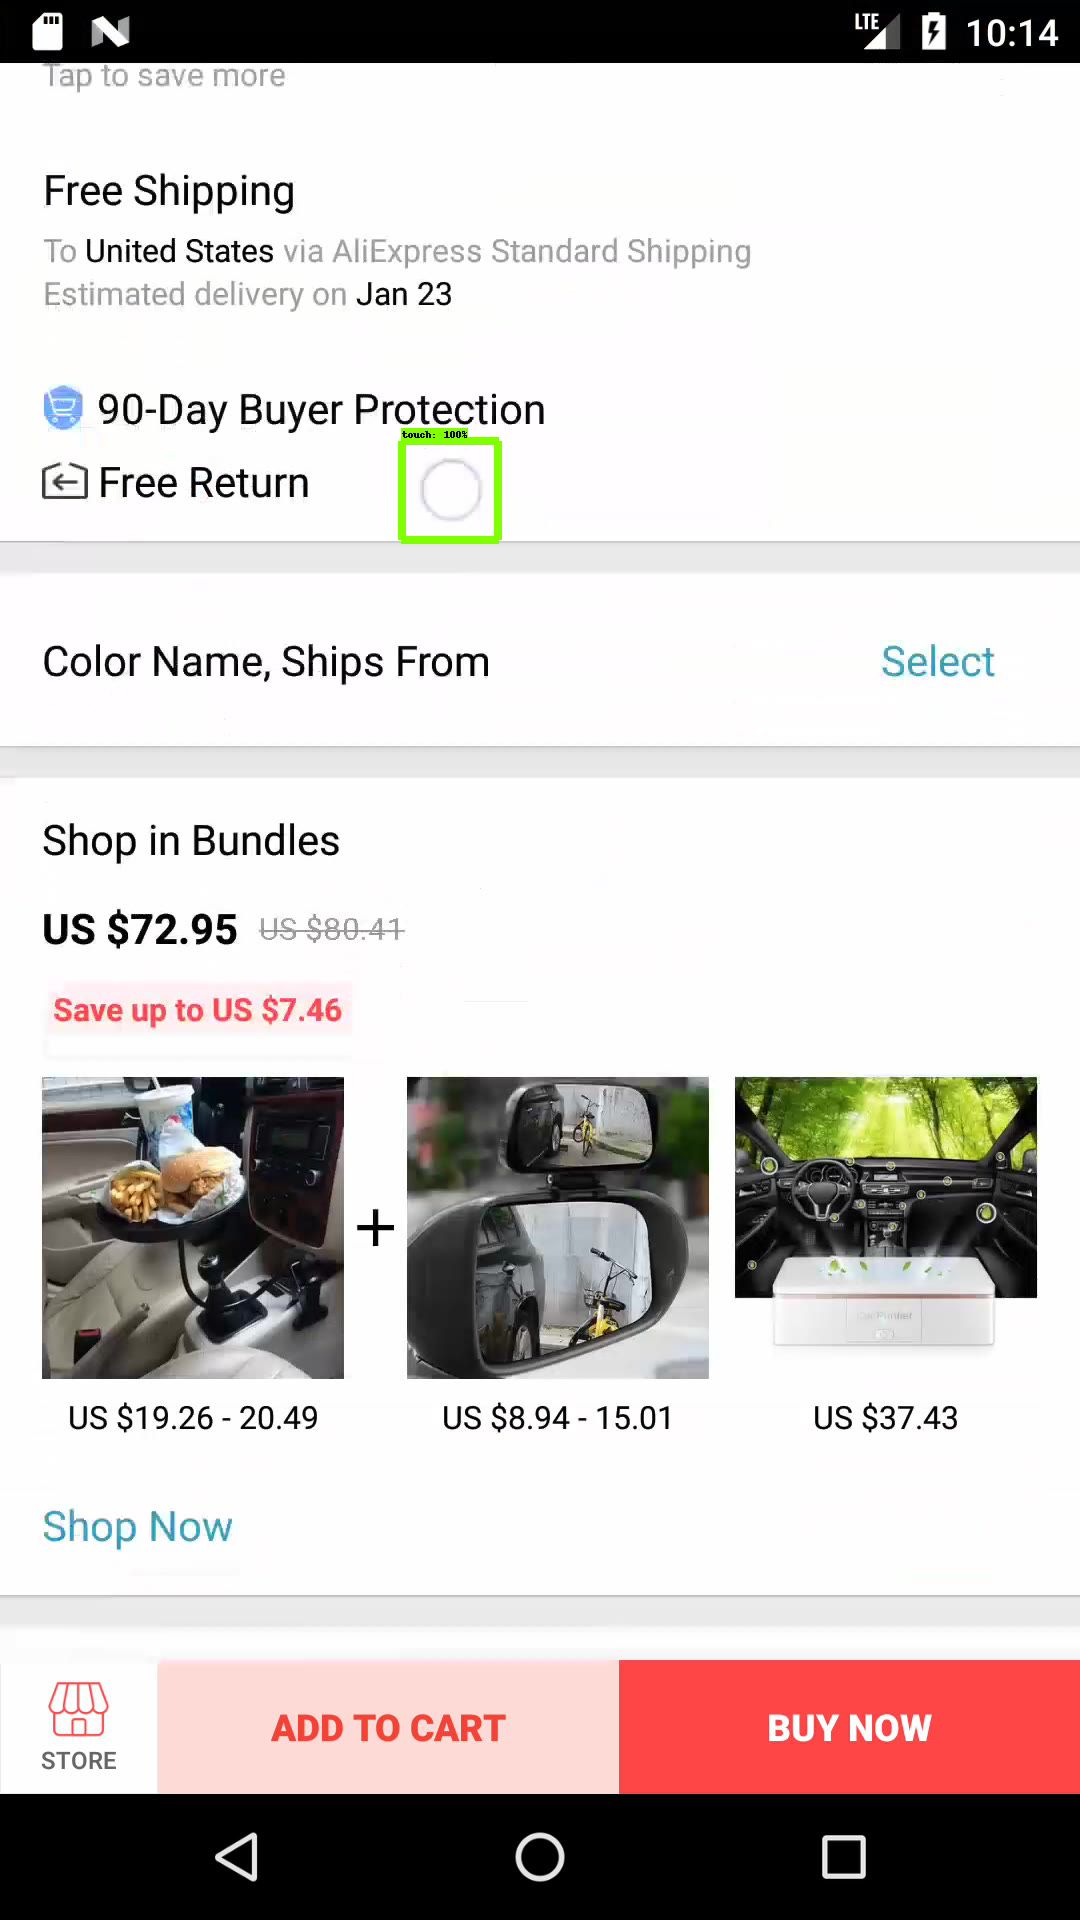 LTE 10:14
Tap to save more
Free Shipping
To United States via AliExpress Standard Shipping
Estimated delivery on Jan 23
90-Day Buyer Protection
touch: 100%
Free Return
Color Name, Ships From Select
Shop in Bundles
US $72.95 US $80.41
Save up to US $7.46
+
CarPurifier
US $19.26 - 20.49 US $8.94 - 15.01 US $37.43
Shop Now
STORE ADD TO CART BUY NOW